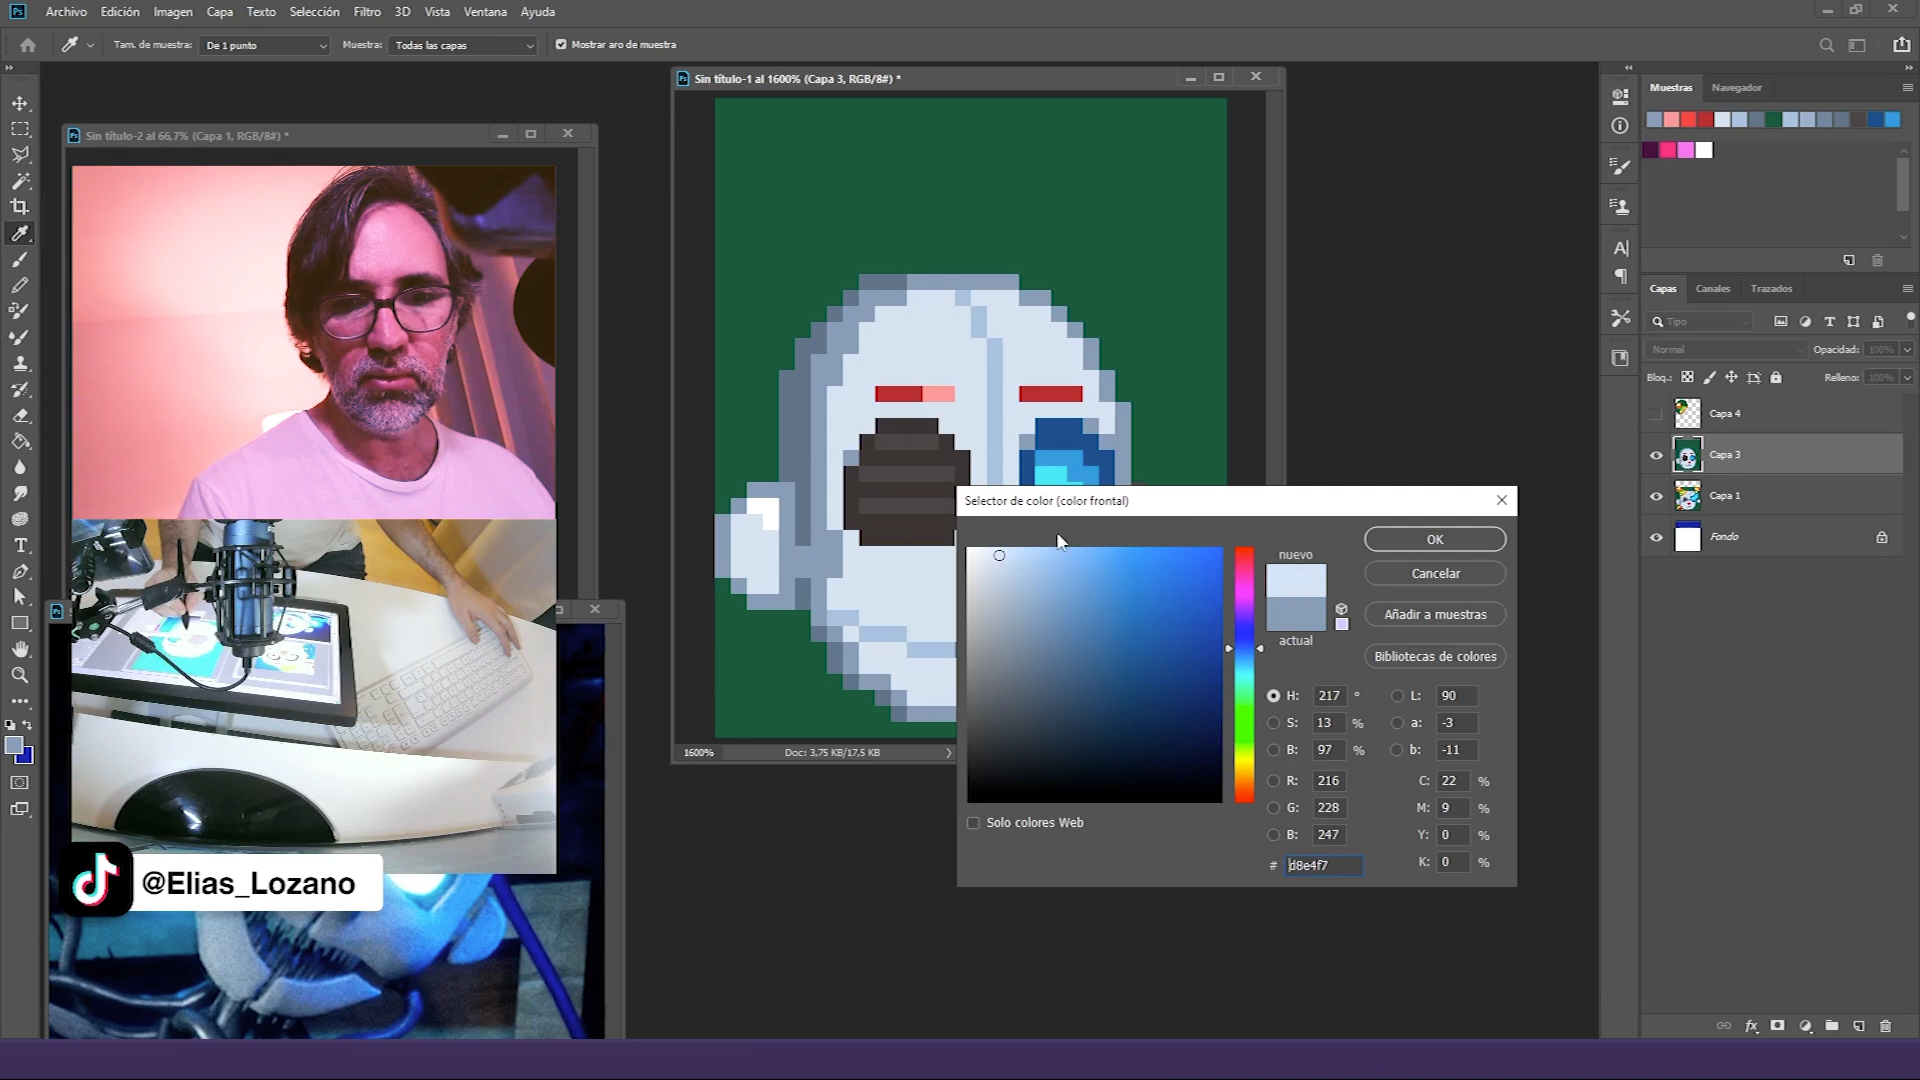 Ps Archivo Edición Imagen Capa Texto Selección Filtro 3D Vista Ventana Ayuda
Tam. de muestra: De 1 punto Muestra: Todas las capas Mostrar aro de muestra
Sin título-1 al 1600% (Capa 3, RGB/8#) *
Sin título-2 al 66,7% (Capa 1, RGB/8#) *
1600% Doc: 3,75 KB/17,5 KB
@Elias_Lozano
Selector de color (color frontal)
nuevo
actual
OK
Cancelar
Añadir a muestras
Bibliotecas de colores
H: 217 ° L: 90
S: 13 % a: -3
B: 97 % b: -11
R: 216 C: 22 %
G: 228 M: 9 %
B: 247 Y: 0 %
# d8e4f7 K: 0 %
Solo colores Web
Muestras Navegador
Capas Canales Trazados
Tipo
Normal Opacidad: 100%
Bloq.: Relleno: 100%
Capa 4
Capa 3
Capa 1
Fondo